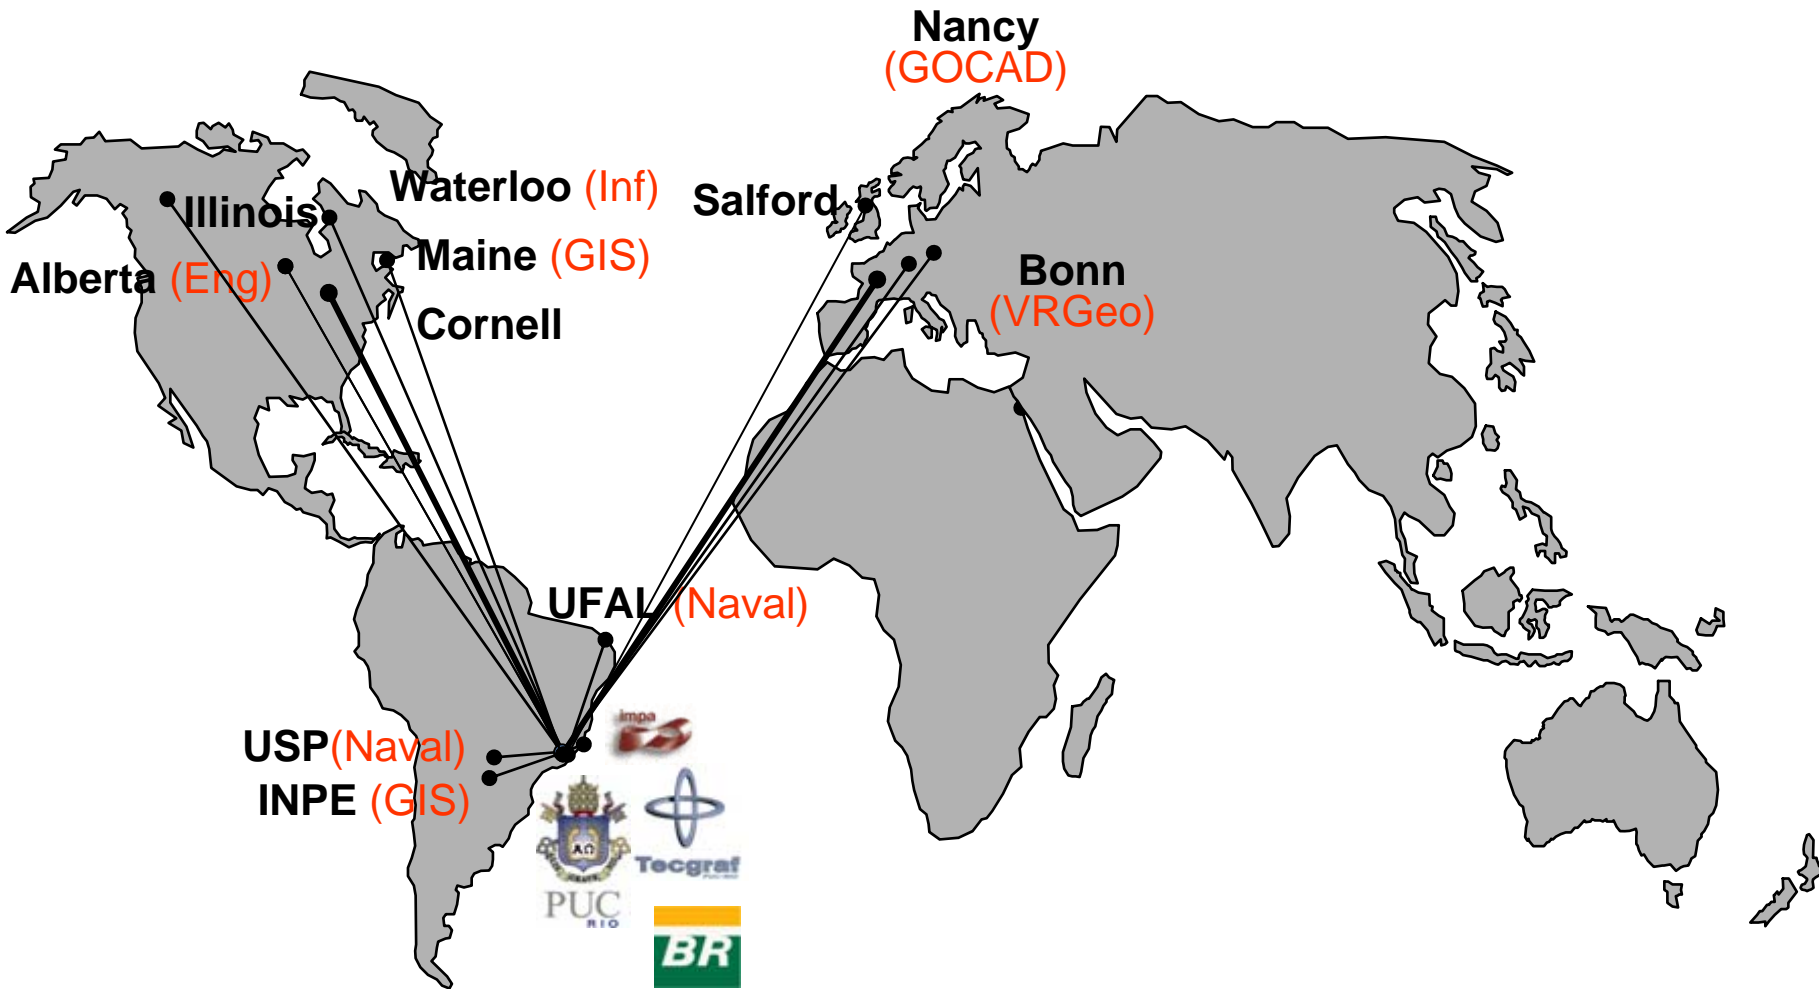 Nancy
(GOCAD)
Waterloo (Inf)
Salford
Illinois
Maine (GIS)
Alberta (Eng)
Bonn
(VRGeo)
Cornell
UFAL (Naval)
impa
USP(Naval)
INPE (GIS)
ΑΩ
Tecgraf
PUC
RIO
BR